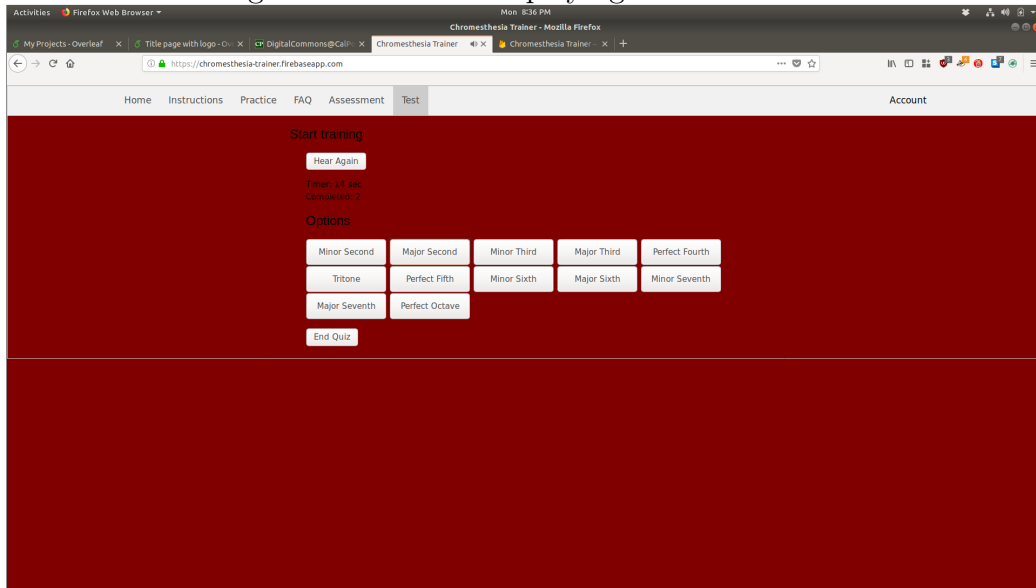 Activities Firefox Web Browser Mon 8:36 PM
Chromesthesia Trainer - Mozilla Firefox
My Projects - Overleaf Title page with logo - Ov DigitalCommons@CalPo Chromesthesia Trainer Chromesthesia Trainer -
https://chromesthesia-trainer.firebaseapp.com
Home Instructions Practice FAQ Assessment Test Account
Start training
Hear Again
Timer: 14 sec
Completed: 2
Options
Minor Second Major Second Minor Third Major Third Perfect Fourth
Tritone Perfect Fifth Minor Sixth Major Sixth Minor Seventh
Major Seventh Perfect Octave
End Quiz